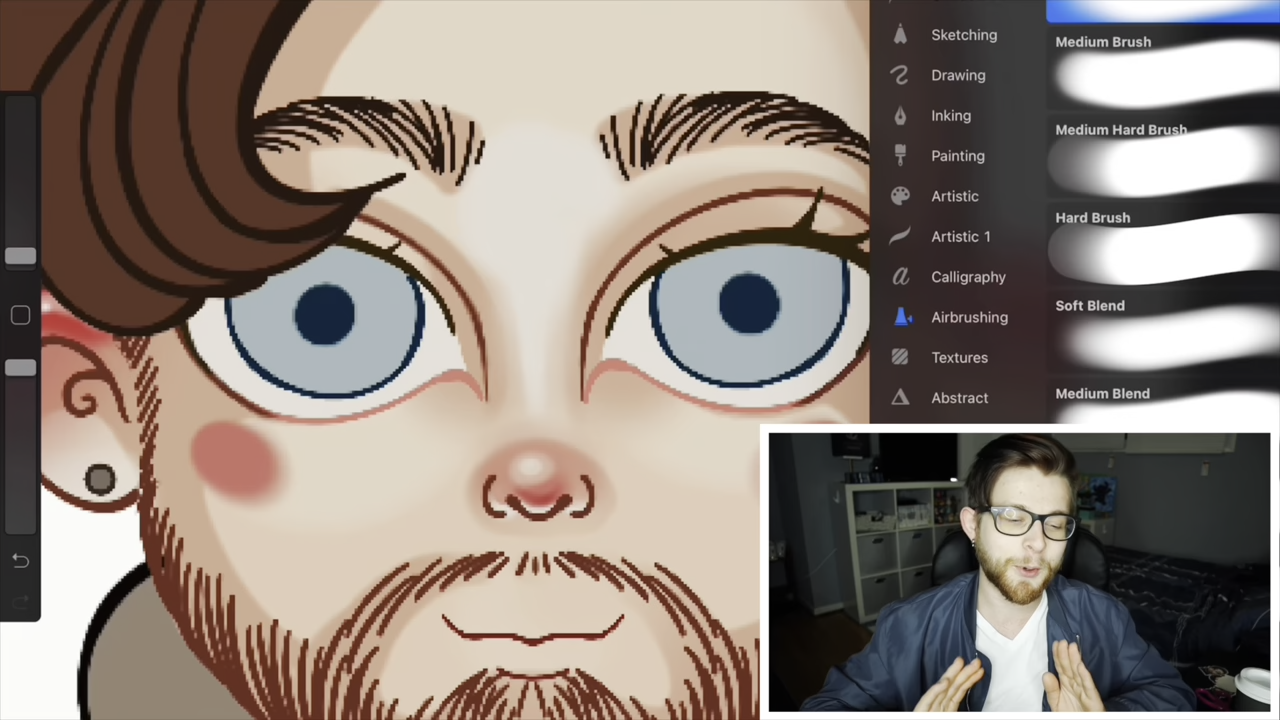 Sketching
Drawing
Inking
Painting
Artistic
Artistic 1
Calligraphy
Airbrushing
Textures
Abstract
Medium Brush
Medium Hard Brush
Hard Brush
Soft Blend
Medium Blend